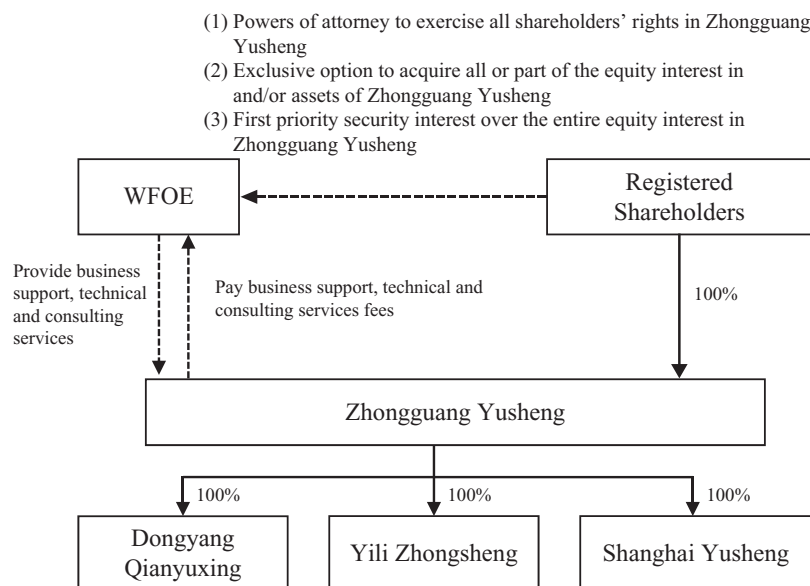 (1) Powers of attorney to exercise all shareholders’ rights in Zhongguang
Yusheng
(2) Exclusive option to acquire all or part of the equity interest in
and/or assets of Zhongguang Yusheng
(3) First priority security interest over the entire equity interest in
Zhongguang Yusheng
WFOE
Registered
Shareholders
Provide business
support, technical
and consulting
services
Pay business support, technical and
consulting services fees
100%
Zhongguang Yusheng
100%
100%
100%
Dongyang
Qianyuxing
Yili Zhongsheng
Shanghai Yusheng